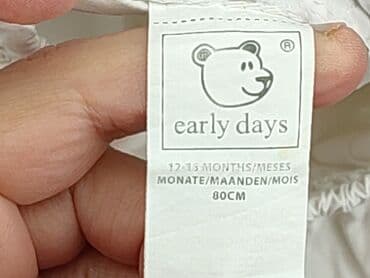 ®
early days
12-18 MONTHS/MESES
MONATE/MAANDEN/MOIS
80CM